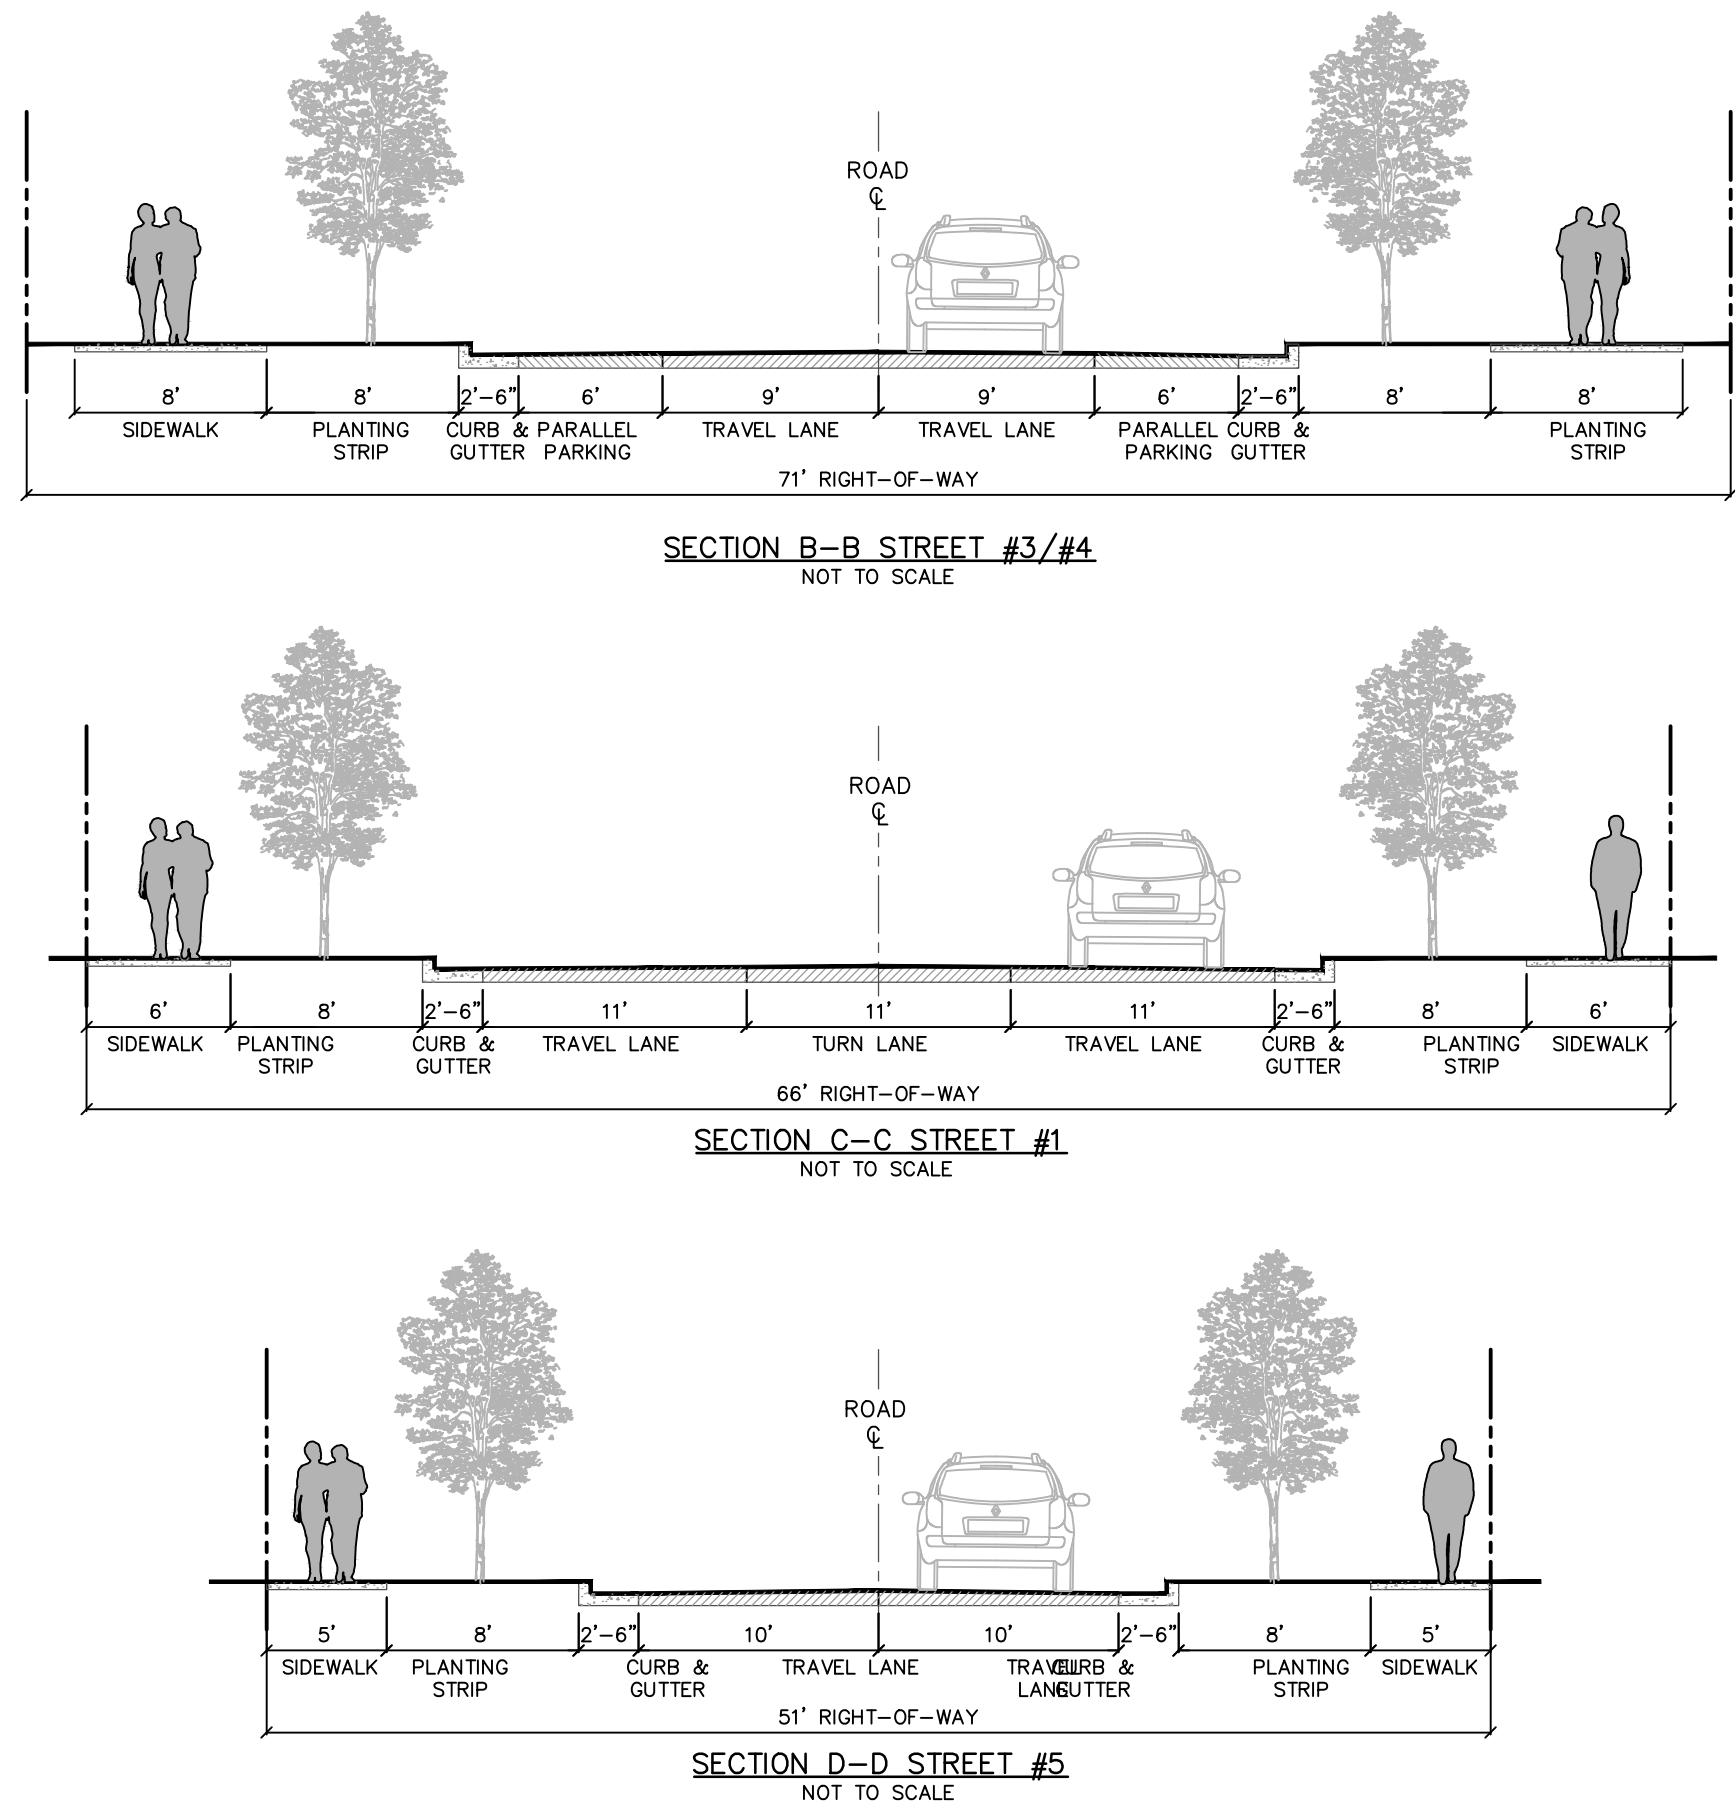 ROAD
℄
8' 8' 2'-6" 6' 9' 9' 6' 2'-6" 8' 8'
SIDEWALK PLANTING CURB & PARALLEL TRAVEL LANE TRAVEL LANE PARALLEL CURB & PLANTING
STRIP GUTTER PARKING PARKING GUTTER STRIP
71' RIGHT-OF-WAY
SECTION B-B STREET #3/#4
NOT TO SCALE
ROAD
℄
6' 8' 2'-6" 11' 11' 11' 2'-6" 8' 6'
SIDEWALK PLANTING CURB & TRAVEL LANE TURN LANE TRAVEL LANE CURB & PLANTING SIDEWALK
STRIP GUTTER GUTTER STRIP
66' RIGHT-OF-WAY
SECTION C-C STREET #1
NOT TO SCALE
ROAD
℄
5' 8' 2'-6" 10' 10' 2'-6" 8' 5'
SIDEWALK PLANTING CURB & TRAVEL LANE TRAVEL CURB & PLANTING SIDEWALK
STRIP GUTTER LANE GUTTER STRIP
51' RIGHT-OF-WAY
SECTION D-D STREET #5
NOT TO SCALE